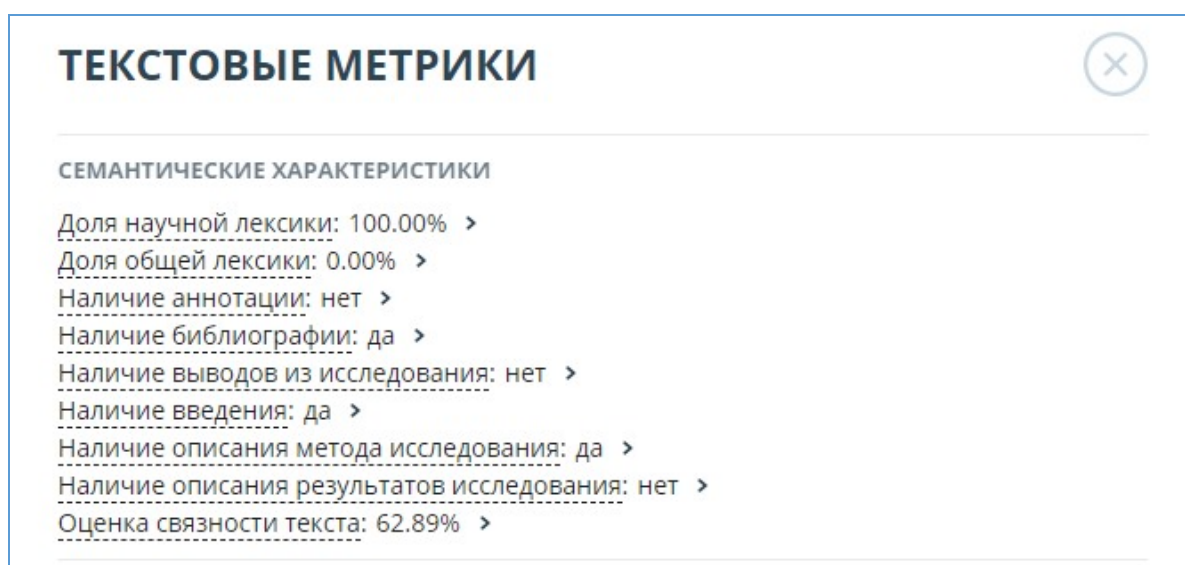 ТЕКСТОВЫЕ МЕТРИКИ
СЕМАНТИЧЕСКИЕ ХАРАКТЕРИСТИКИ
Доля научной лексики: 100.00% >
Доля общей лексики: 0.00% >
Наличие аннотации: нет >
Наличие библиографии: да >
Наличие выводов из исследования: нет >
Наличие введения: да >
Наличие описания метода исследования: да >
Наличие описания результатов исследования: нет >
Оценка связности текста: 62.89% >